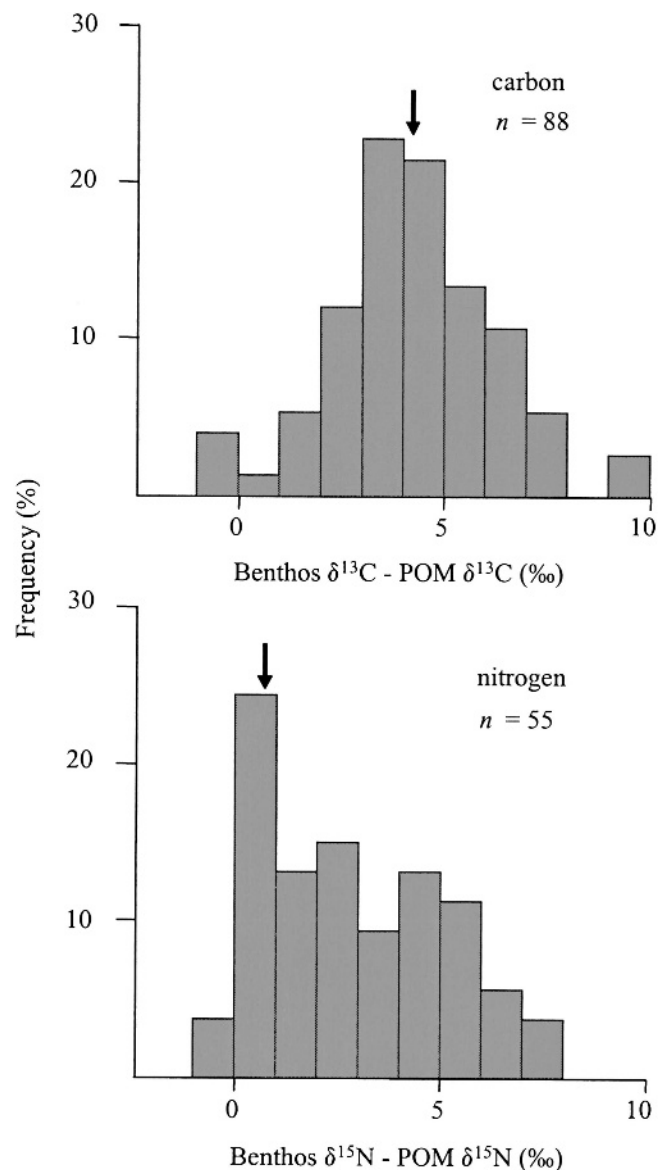 30
20
10
carbon
n = 88
0
5
10
Benthos δ¹³C - POM δ¹³C (‰)
Frequency (%)
30
20
10
nitrogen
n = 55
0
5
10
Benthos δ¹⁵N - POM δ¹⁵N (‰)